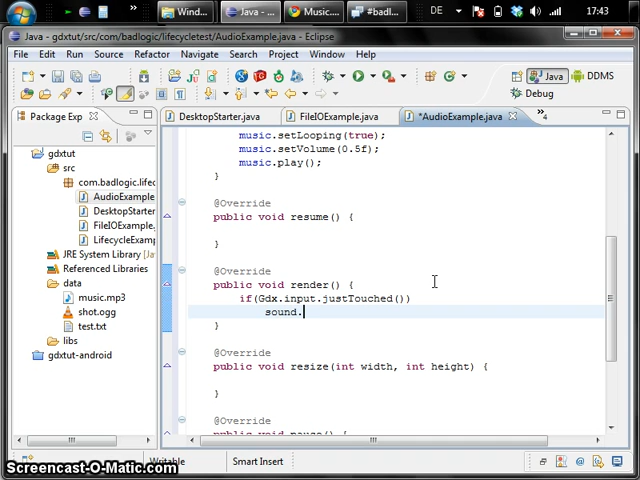 Wind...
Java - ...
Music....
#badl...
DE
17:43
Java - gdxtut/src/com/badlogic/lifecycletest/AudioExample.java - Eclipse
File Edit Source Refactor Navigate Search Project Run Window Help
Java
DDMS
Debug
Package Exp
DesktopStarter.java
FileIOExample.java
*AudioExample.java
4
gdxtut
src
com.badlogic.lifec
AudioExample
DesktopStarter
FileIOExample.
LifecycleExamp
JRE System Library
Referenced Libraries
data
music.mp3
shot.ogg
test.txt
libs
gdxtut-android
music.setLooping(true);
music.setVolume(0.5f);
music.play();
}
@Override
public void resume() {
}
@Override
public void render() {
if(Gdx.input.justTouched())
sound.
}
@Override
public void resize(int width, int height) {
}
@Override
public void pause() {
Writable
Smart Insert
Screencast-O-Matic.com